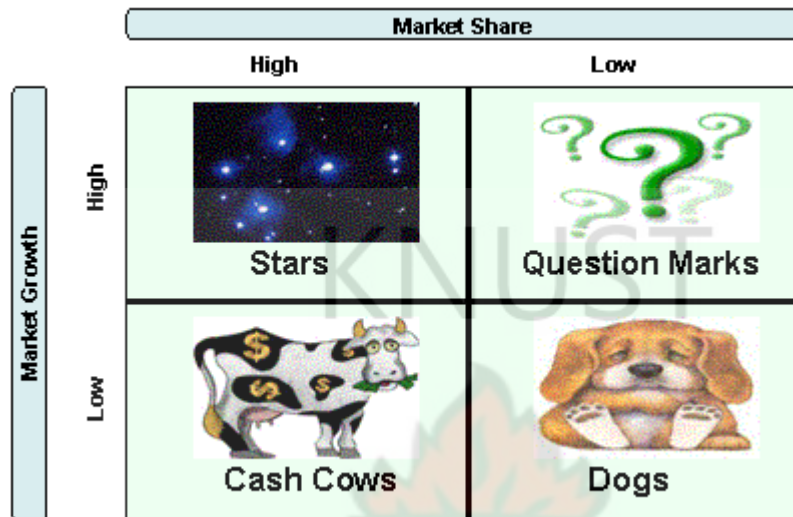 Market Share
High Low
Market Growth
High
Stars Question Marks
KNUST
Low
$ $ $
Cash Cows Dogs